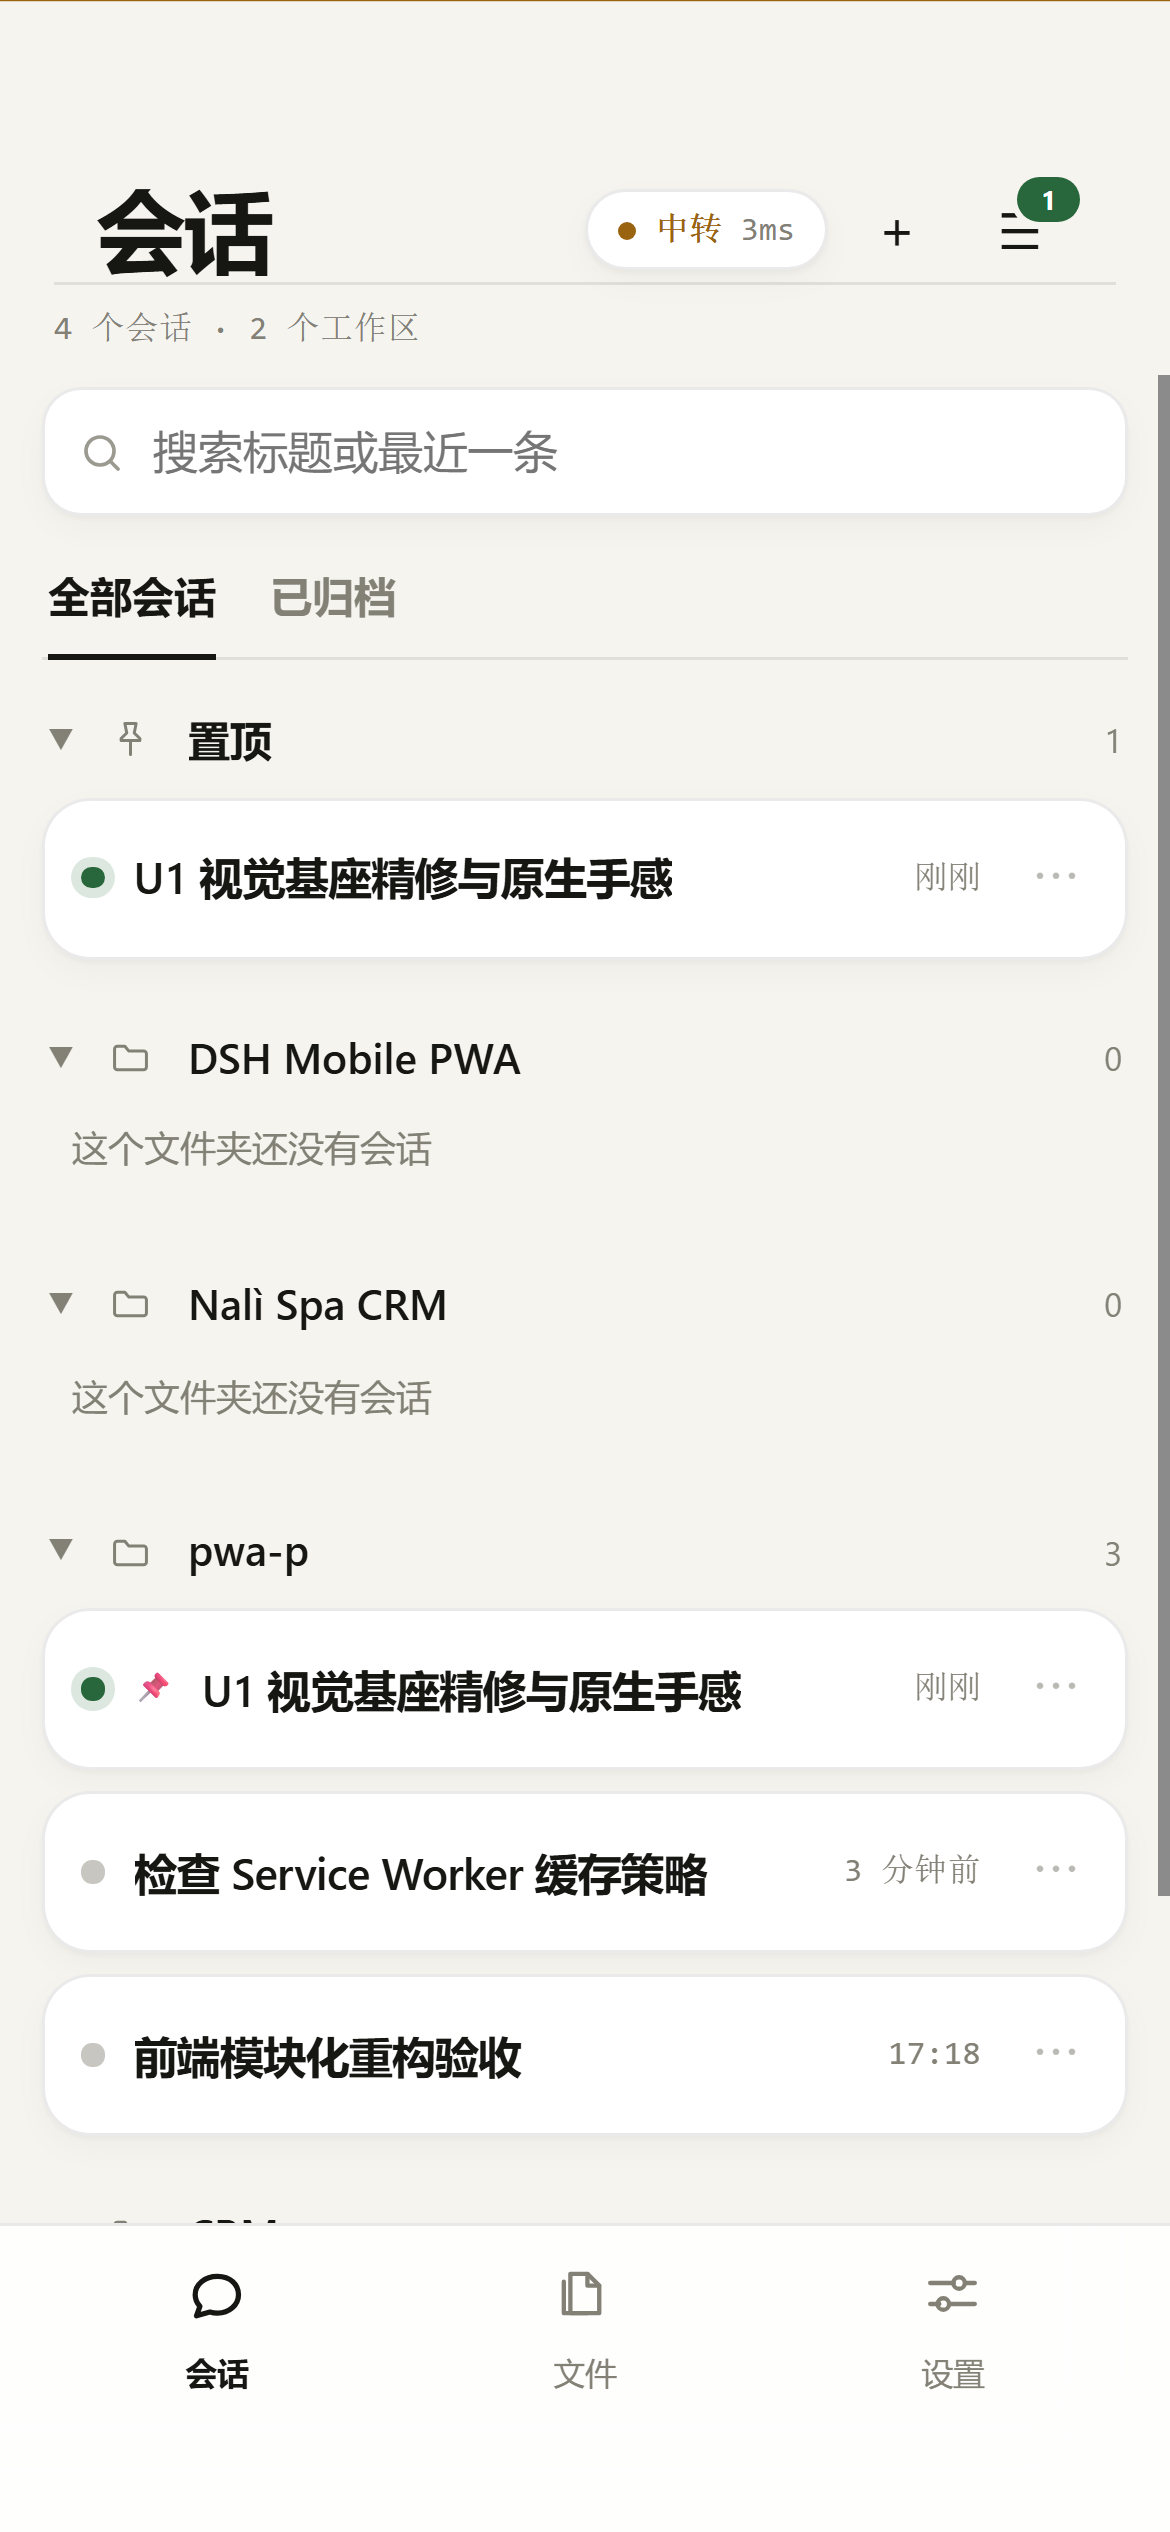 会话
中转 3ms
+
1
4 个会话 · 2 个工作区
搜索标题或最近一条
全部会话 已归档
置顶 1
U1 视觉基座精修与原生手感 刚刚 ···
DSH Mobile PWA 0
这个文件夹还没有会话
Nalì Spa CRM 0
这个文件夹还没有会话
pwa-p 3
U1 视觉基座精修与原生手感 刚刚 ···
检查 Service Worker 缓存策略 3 分钟前 ···
前端模块化重构验收 17:18 ···
会话 文件 设置